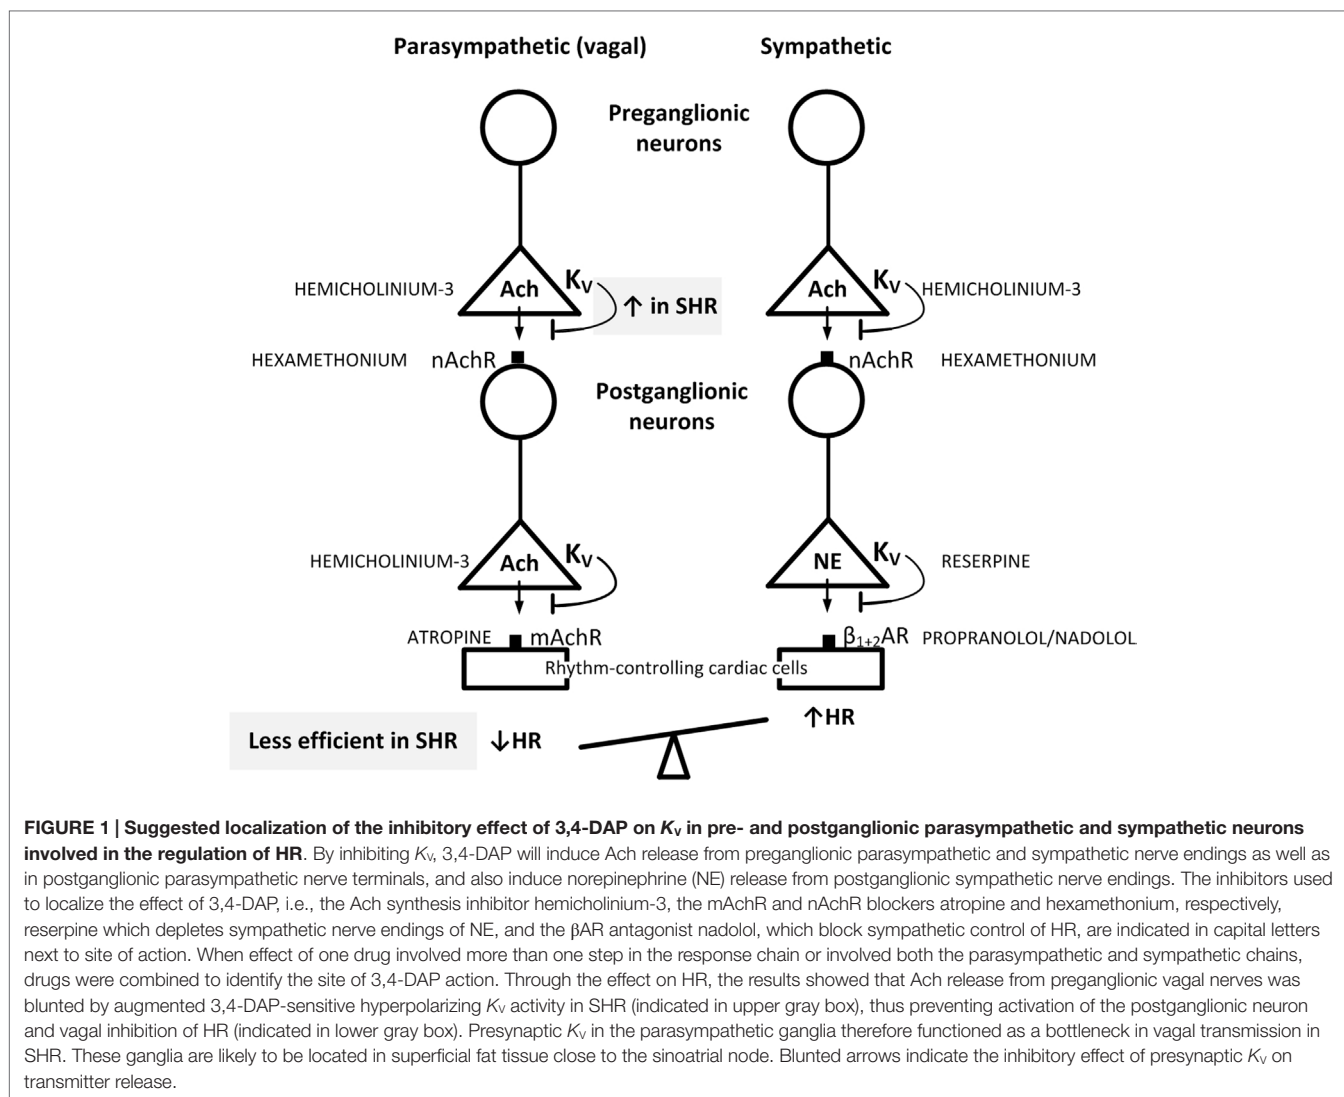 Parasympathetic (vagal) Sympathetic
Preganglionic
neurons
HEMICHOLINIUM-3 Ach Kv ↑ in SHR Ach Kv HEMICHOLINIUM-3
HEXAMETHONIUM nAchR nAchR HEXAMETHONIUM
Postganglionic
neurons
HEMICHOLINIUM-3 Ach Kv NE Kv RESERPINE
ATROPINE mAchR β1+2AR PROPRANOLOL/NADOLOL
Rhythm-controlling cardiac cells
↑HR
Less efficient in SHR ↓HR
FIGURE 1 | Suggested localization of the inhibitory effect of 3,4-DAP on Kv in pre- and postganglionic parasympathetic and sympathetic neurons
involved in the regulation of HR. By inhibiting Kv, 3,4-DAP will induce Ach release from preganglionic parasympathetic and sympathetic nerve endings as well as
in postganglionic parasympathetic nerve terminals, and also induce norepinephrine (NE) release from postganglionic sympathetic nerve endings. The inhibitors used
to localize the effect of 3,4-DAP, i.e., the Ach synthesis inhibitor hemicholinium-3, the mAchR and nAchR blockers atropine and hexamethonium, respectively,
reserpine which depletes sympathetic nerve endings of NE, and the βAR antagonist nadolol, which block sympathetic control of HR, are indicated in capital letters
next to site of action. When effect of one drug involved more than one step in the response chain or involved both the parasympathetic and sympathetic chains,
drugs were combined to identify the site of 3,4-DAP action. Through the effect on HR, the results showed that Ach release from preganglionic vagal nerves was
blunted by augmented 3,4-DAP-sensitive hyperpolarizing Kv activity in SHR (indicated in upper gray box), thus preventing activation of the postganglionic neuron
and vagal inhibition of HR (indicated in lower gray box). Presynaptic Kv in the parasympathetic ganglia therefore functioned as a bottleneck in vagal transmission in
SHR. These ganglia are likely to be located in superficial fat tissue close to the sinoatrial node. Blunted arrows indicate the inhibitory effect of presynaptic Kv on
transmitter release.